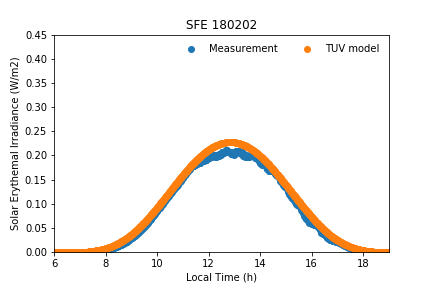 SFE 180202
Measurement
TUV model
Solar Erythemal Irradiance (W/m2)
0.45
0.40
0.35
0.30
0.25
0.20
0.15
0.10
0.05
0.00
6 8 10 12 14 16 18
Local Time (h)